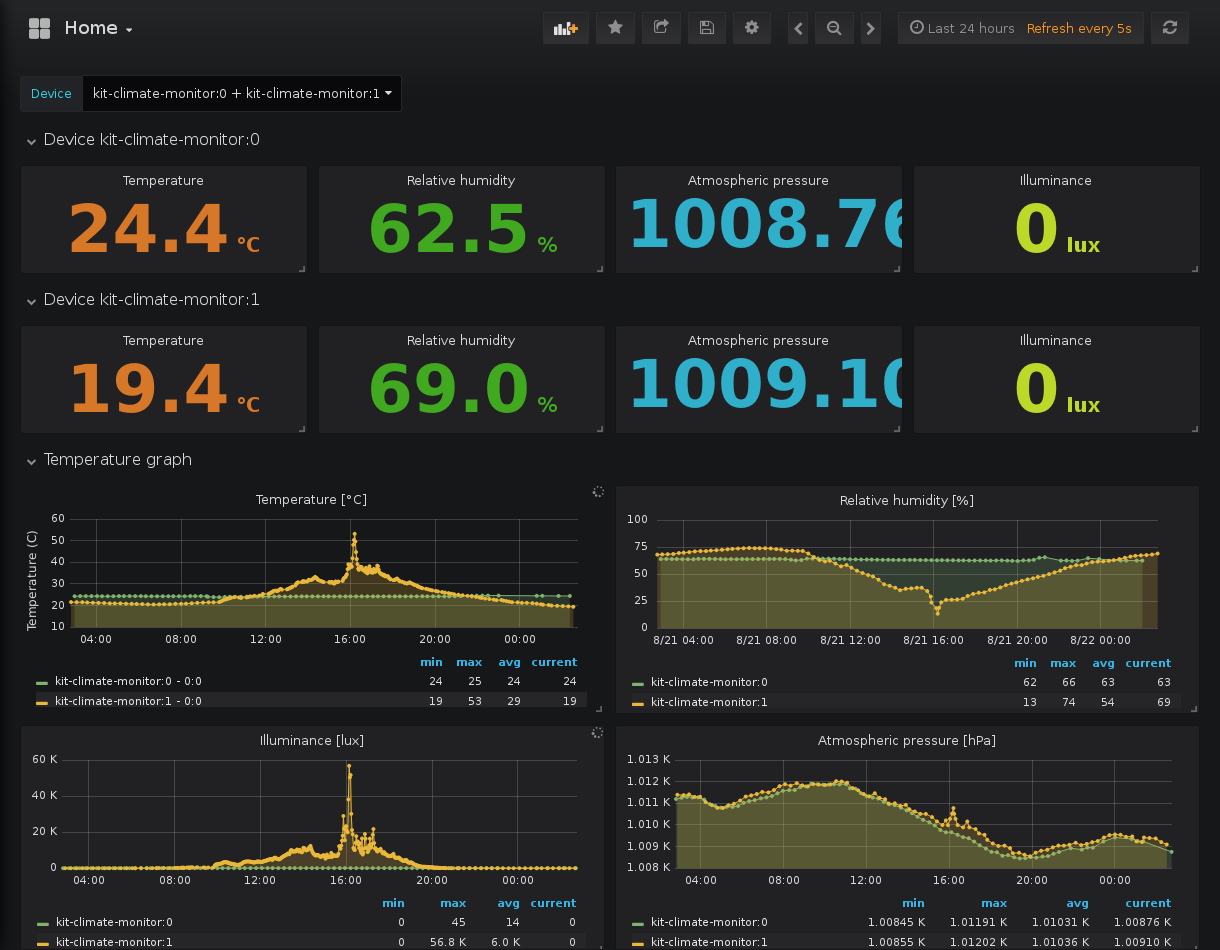 Home
Last 24 hours Refresh every 5s
Device kit-climate-monitor:0 + kit-climate-monitor:1
Device kit-climate-monitor:0
Temperature Relative humidity Atmospheric pressure Illuminance
24.4 °C 62.5 % 1008.76 0 lux
Device kit-climate-monitor:1
Temperature Relative humidity Atmospheric pressure Illuminance
19.4 °C 69.0 % 1009.10 0 lux
Temperature graph
Temperature [°C]
Temperature (C)
60
50
40
30
20
10
04:00 08:00 12:00 16:00 20:00 00:00
min max avg current
kit-climate-monitor:0 - 0:0 24 25 24 24
kit-climate-monitor:1 - 0:0 19 53 29 19
Relative humidity [%]
100
75
50
25
0
8/21 04:00 8/21 08:00 8/21 12:00 8/21 16:00 8/21 20:00 8/22 00:00
min max avg current
kit-climate-monitor:0 62 66 63 63
kit-climate-monitor:1 13 74 54 69
Illuminance [lux]
60 K
40 K
20 K
0
04:00 08:00 12:00 16:00 20:00 00:00
min max avg current
kit-climate-monitor:0 0 45 14 0
kit-climate-monitor:1 0 56.8 K 6.0 K 0
Atmospheric pressure [hPa]
1.013 K
1.012 K
1.011 K
1.010 K
1.009 K
1.008 K
04:00 08:00 12:00 16:00 20:00 00:00
min max avg current
kit-climate-monitor:0 1.00845 K 1.01191 K 1.01031 K 1.00876 K
kit-climate-monitor:1 1.00855 K 1.01202 K 1.01036 K 1.00910 K